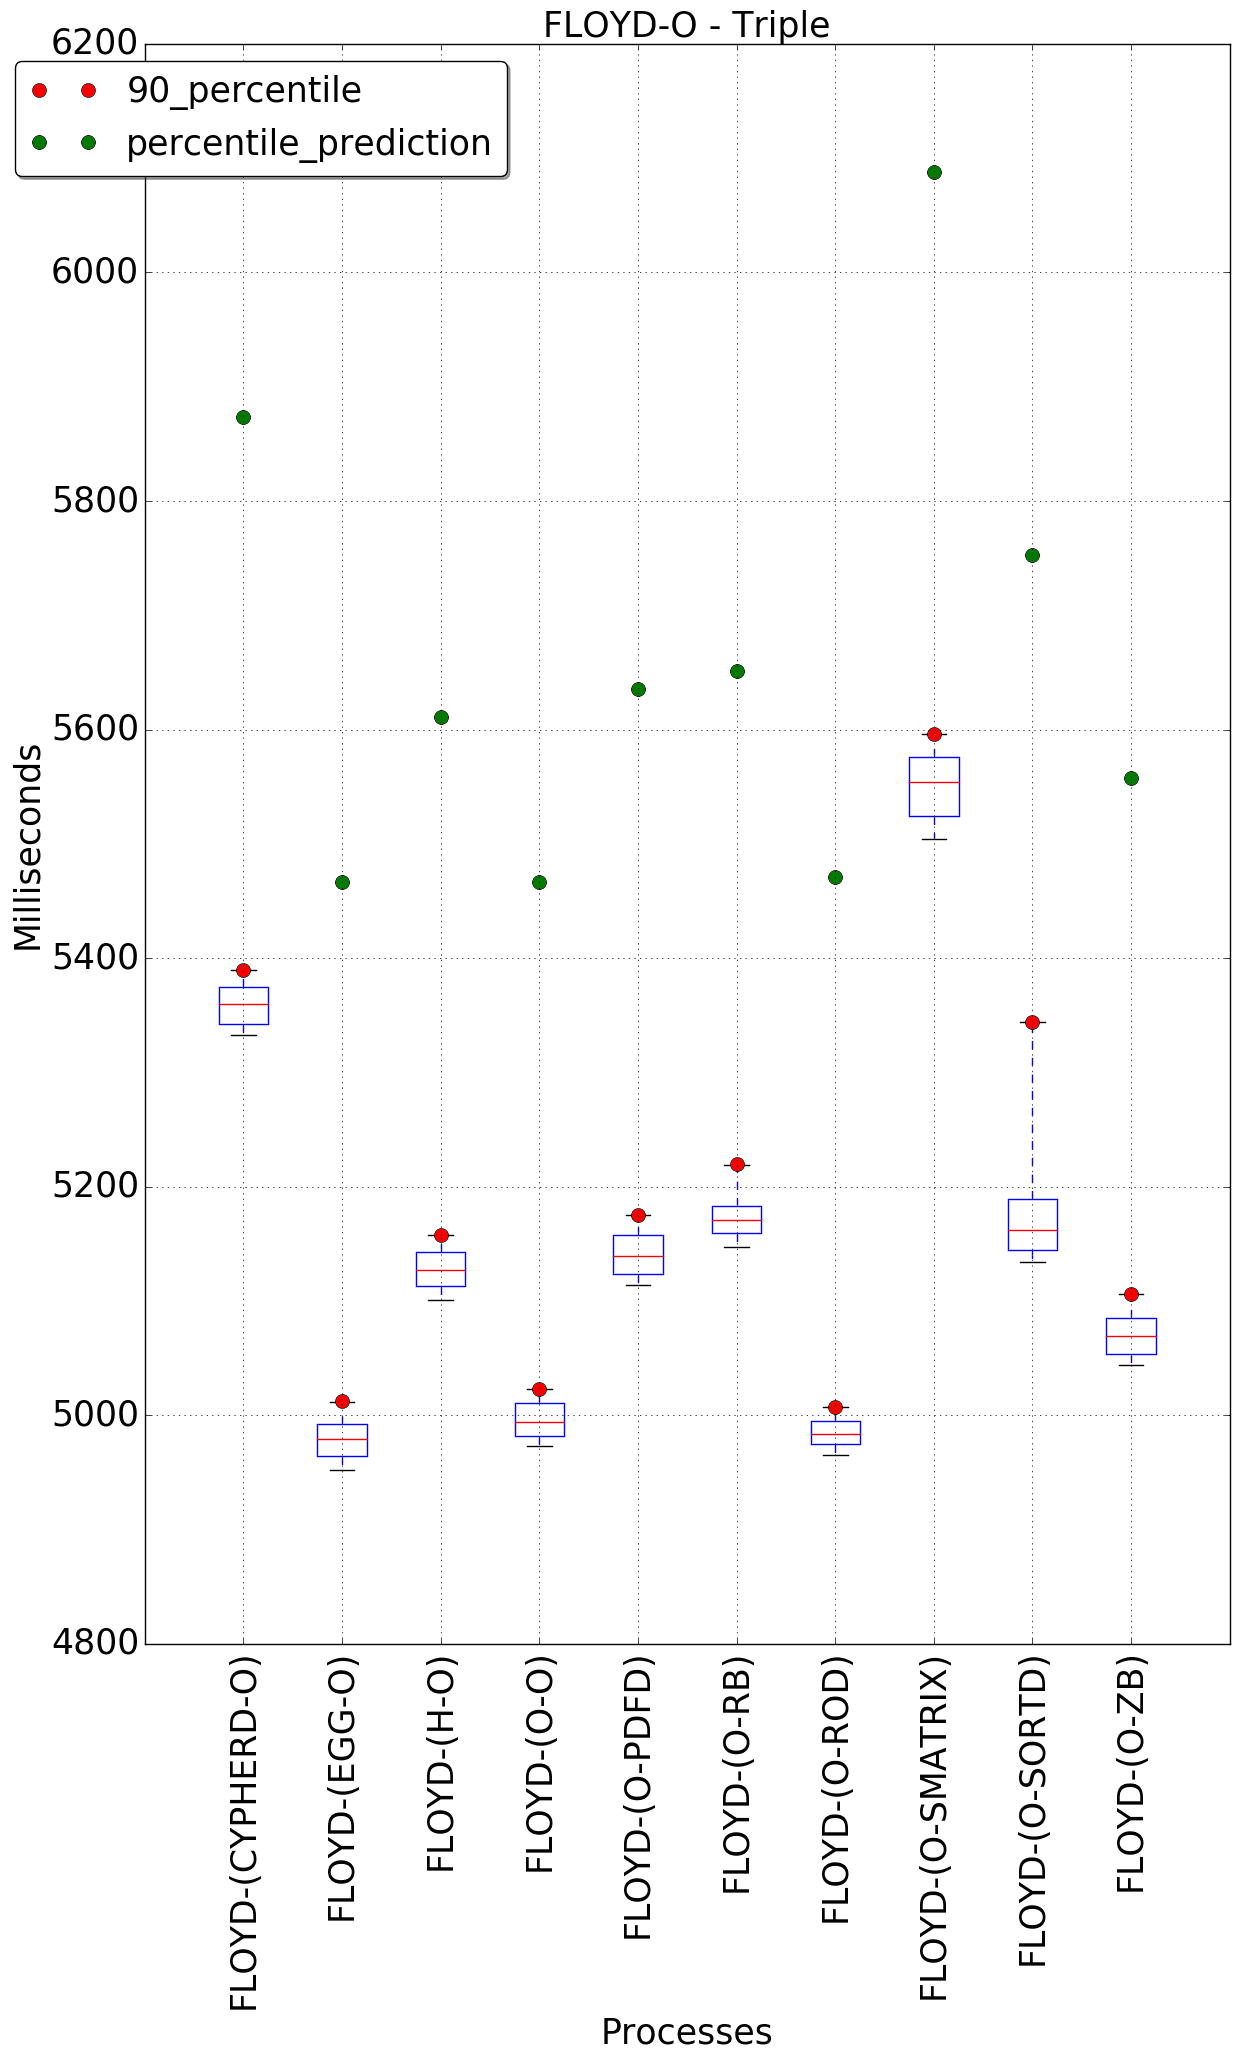 FLOYD-O - Triple
90_percentile
percentile_prediction
6200
6000
5800
5600
5400
5200
5000
4800
Milliseconds
FLOYD-(CYPHERD-O)
FLOYD-(EGG-O)
FLOYD-(H-O)
FLOYD-(O-O)
FLOYD-(O-PDFD)
FLOYD-(O-RB)
FLOYD-(O-ROD)
FLOYD-(O-SMATRIX)
FLOYD-(O-SORTD)
FLOYD-(O-ZB)
Processes